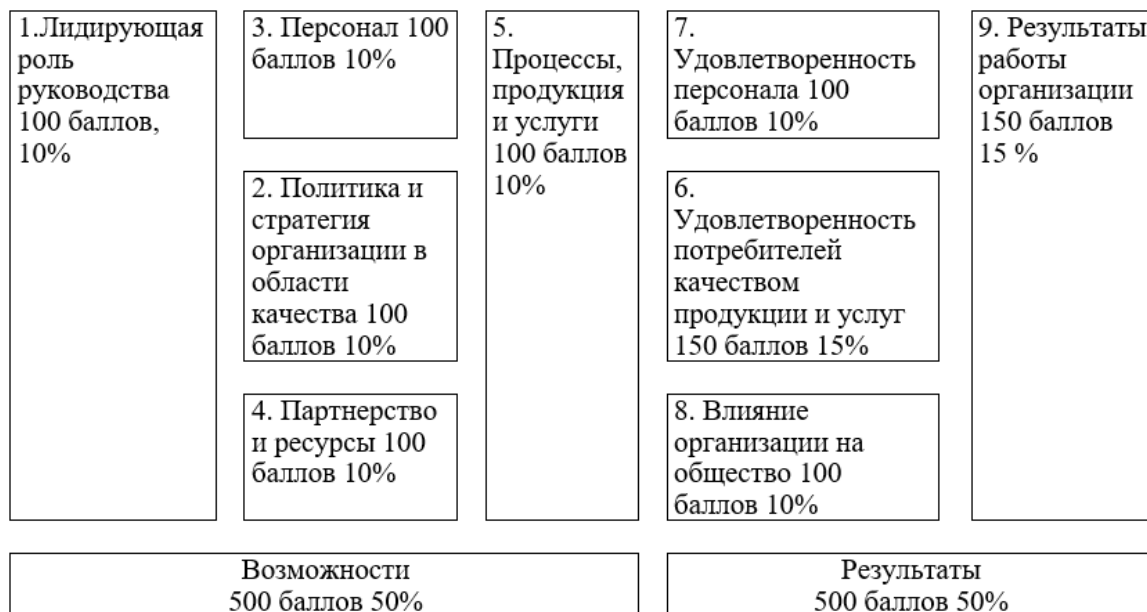 1.Лидирующая
роль
руководства
100 баллов,
10%
3. Персонал 100
баллов 10%
2. Политика и
стратегия
организации в
области
качества 100
баллов 10%
4. Партнерство
и ресурсы 100
баллов 10%
5.
Процессы,
продукция
и услуги
100 баллов
10%
7.
Удовлетворенность
персонала 100
баллов 10%
6.
Удовлетворенность
потребителей
качеством
продукции и услуг
150 баллов 15%
8. Влияние
организации на
общество 100
баллов 10%
9. Результаты
работы
организации
150 баллов
15 %
Возможности
500 баллов 50%
Результаты
500 баллов 50%